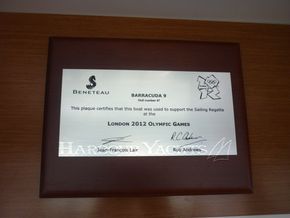 BENETEAU
BARRACUDA 9
Hull number 47
This plaque certifies that this boat was used to support the Sailing Regatta
at the
LONDON 2012 OLYMPIC GAMES
Jean-François Lair
Rob Andrews